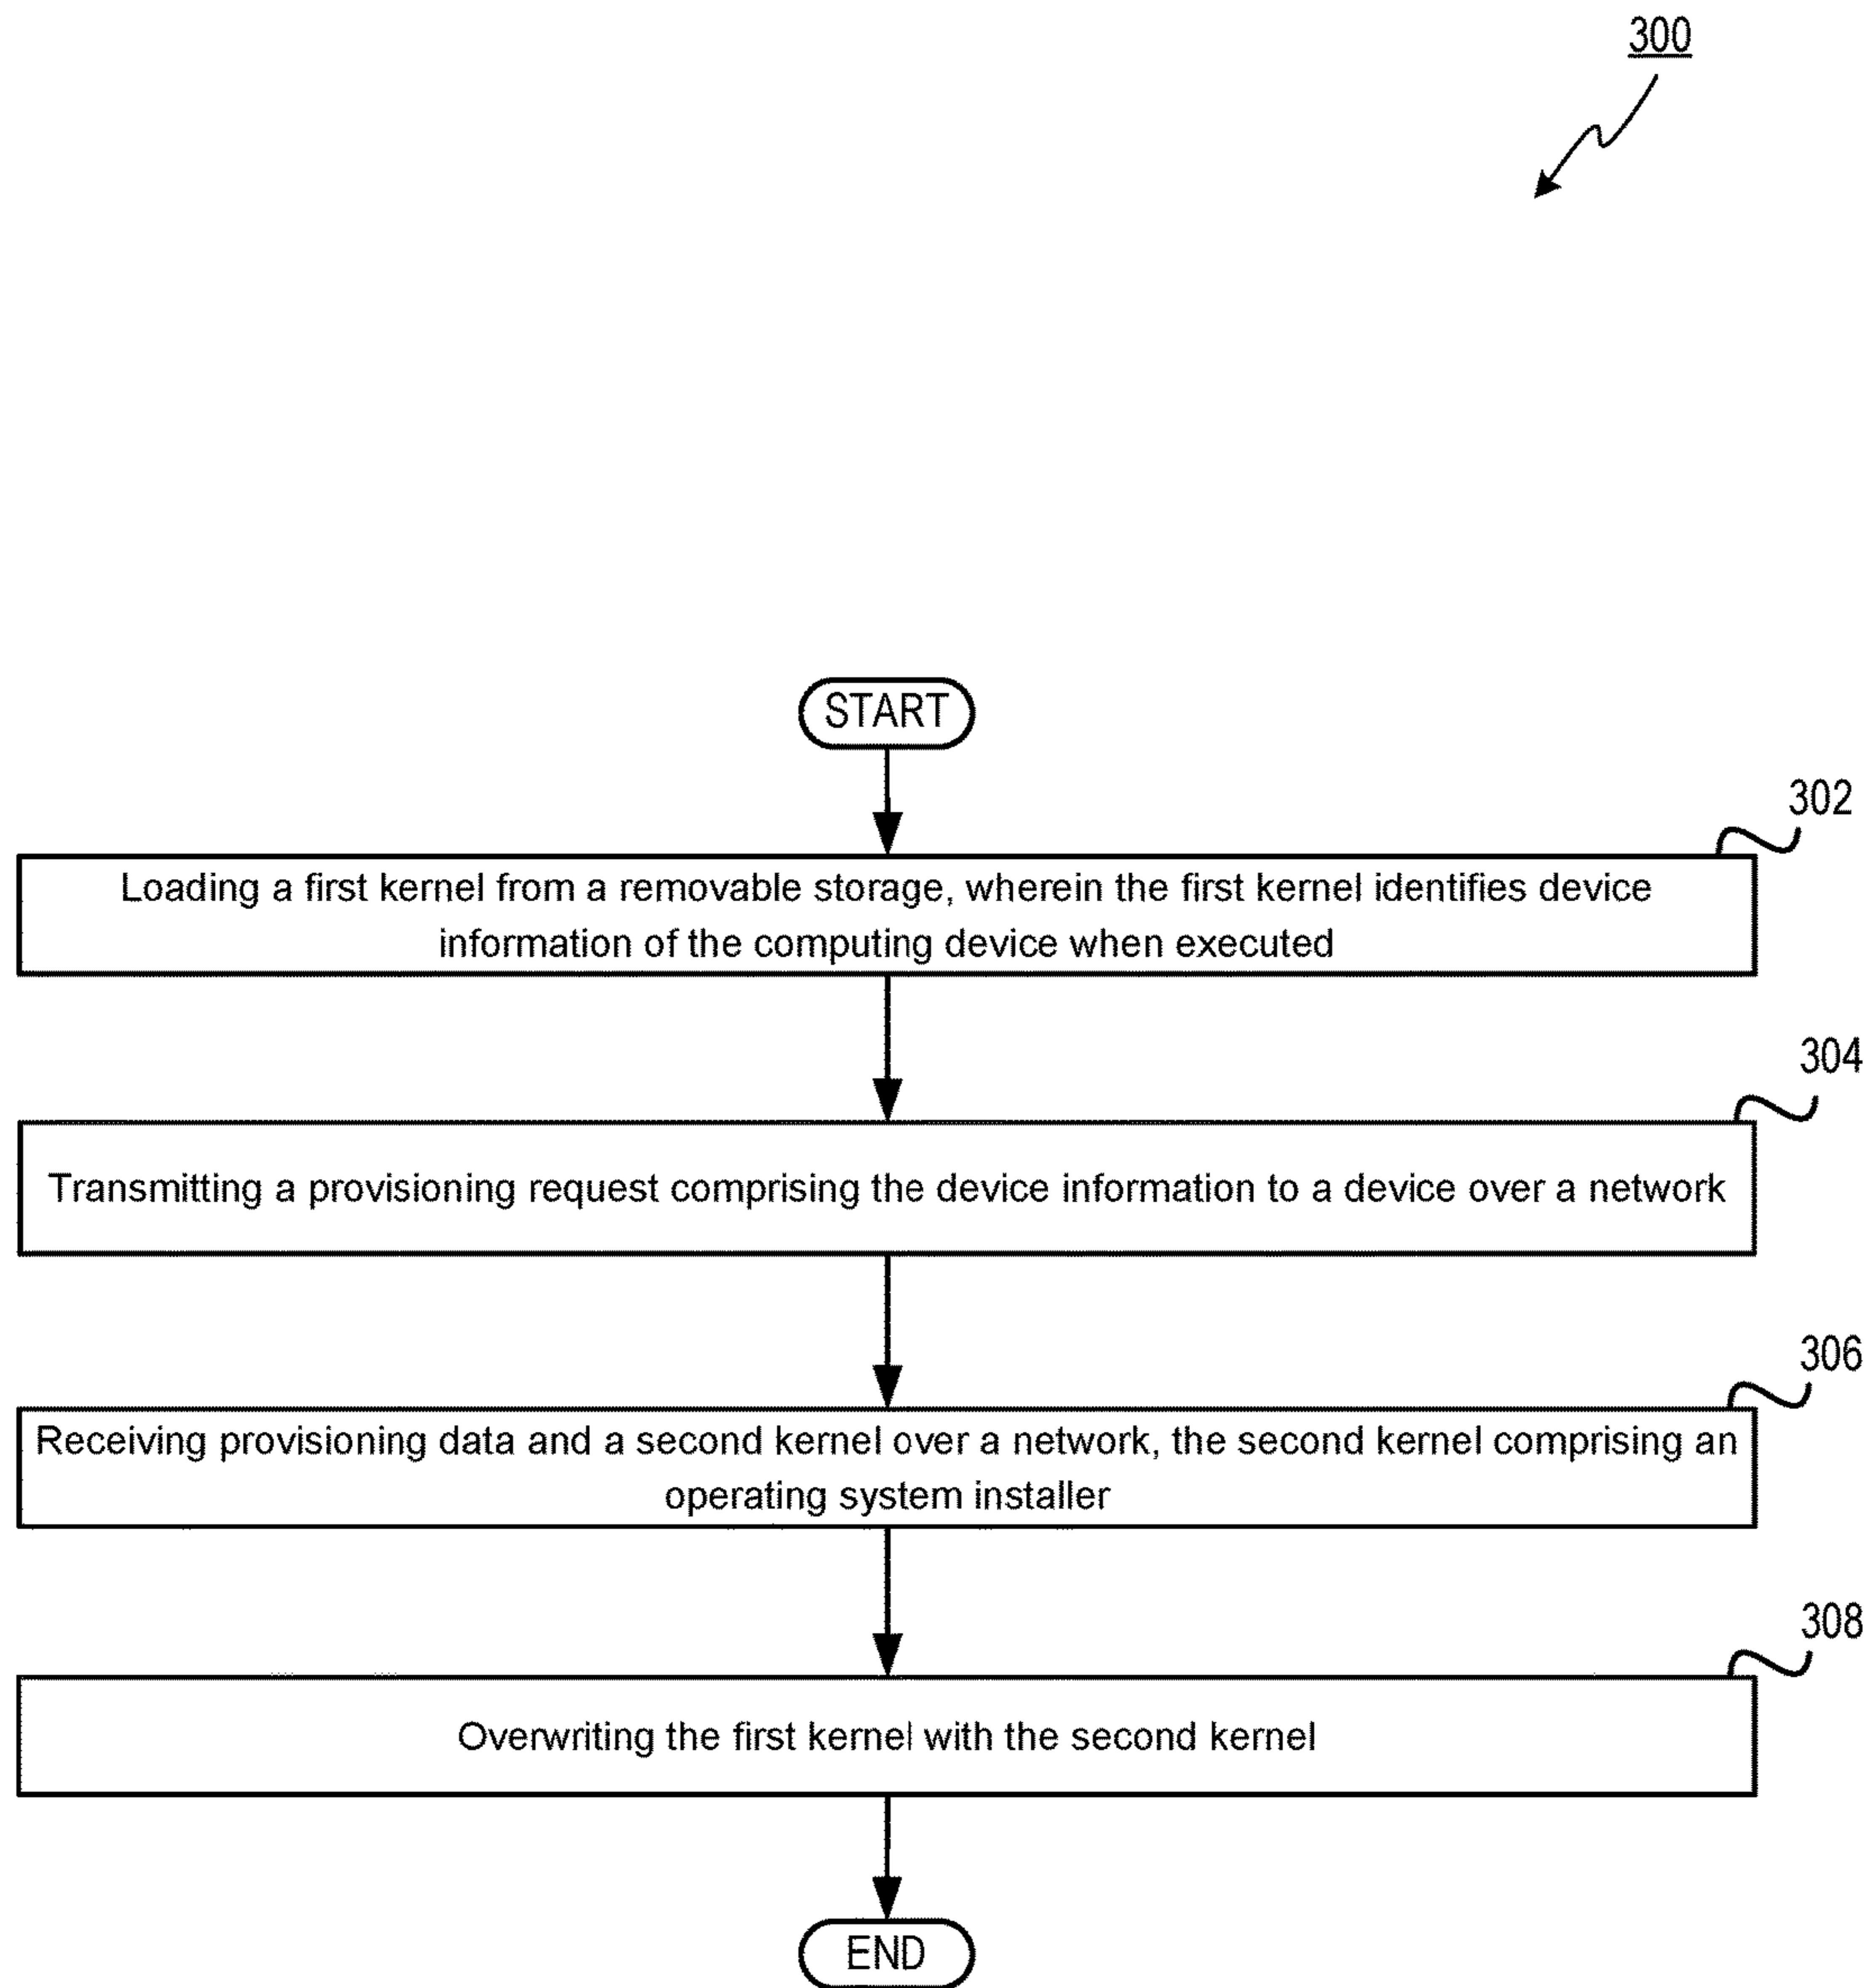 300
START
302
Loading a first kernel from a removable storage, wherein the first kernel identifies device
information of the computing device when executed
304
Transmitting a provisioning request comprising the device information to a device over a network
306
Receiving provisioning data and a second kernel over a network, the second kernel comprising an
operating system installer
308
Overwriting the first kernel with the second kernel
END